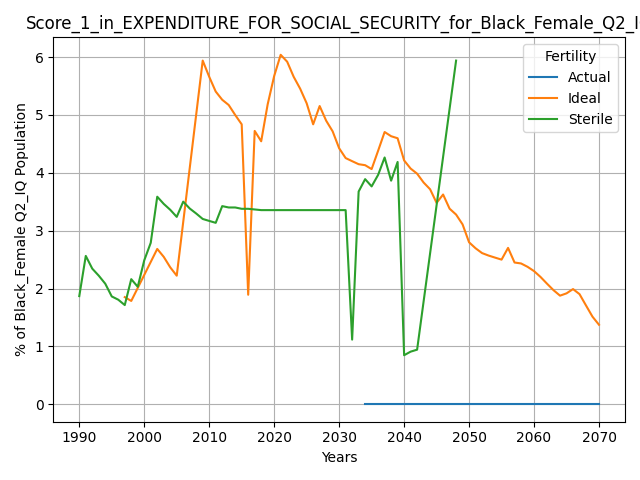 Score_1_in_EXPENDITURE_FOR_SOCIAL_SECURITY_for_Black_Female_Q2_I
Fertility
Actual
Ideal
Sterile
% of Black_Female Q2_IQ Population
6
5
4
3
2
1
0
1990 2000 2010 2020 2030 2040 2050 2060 2070
Years